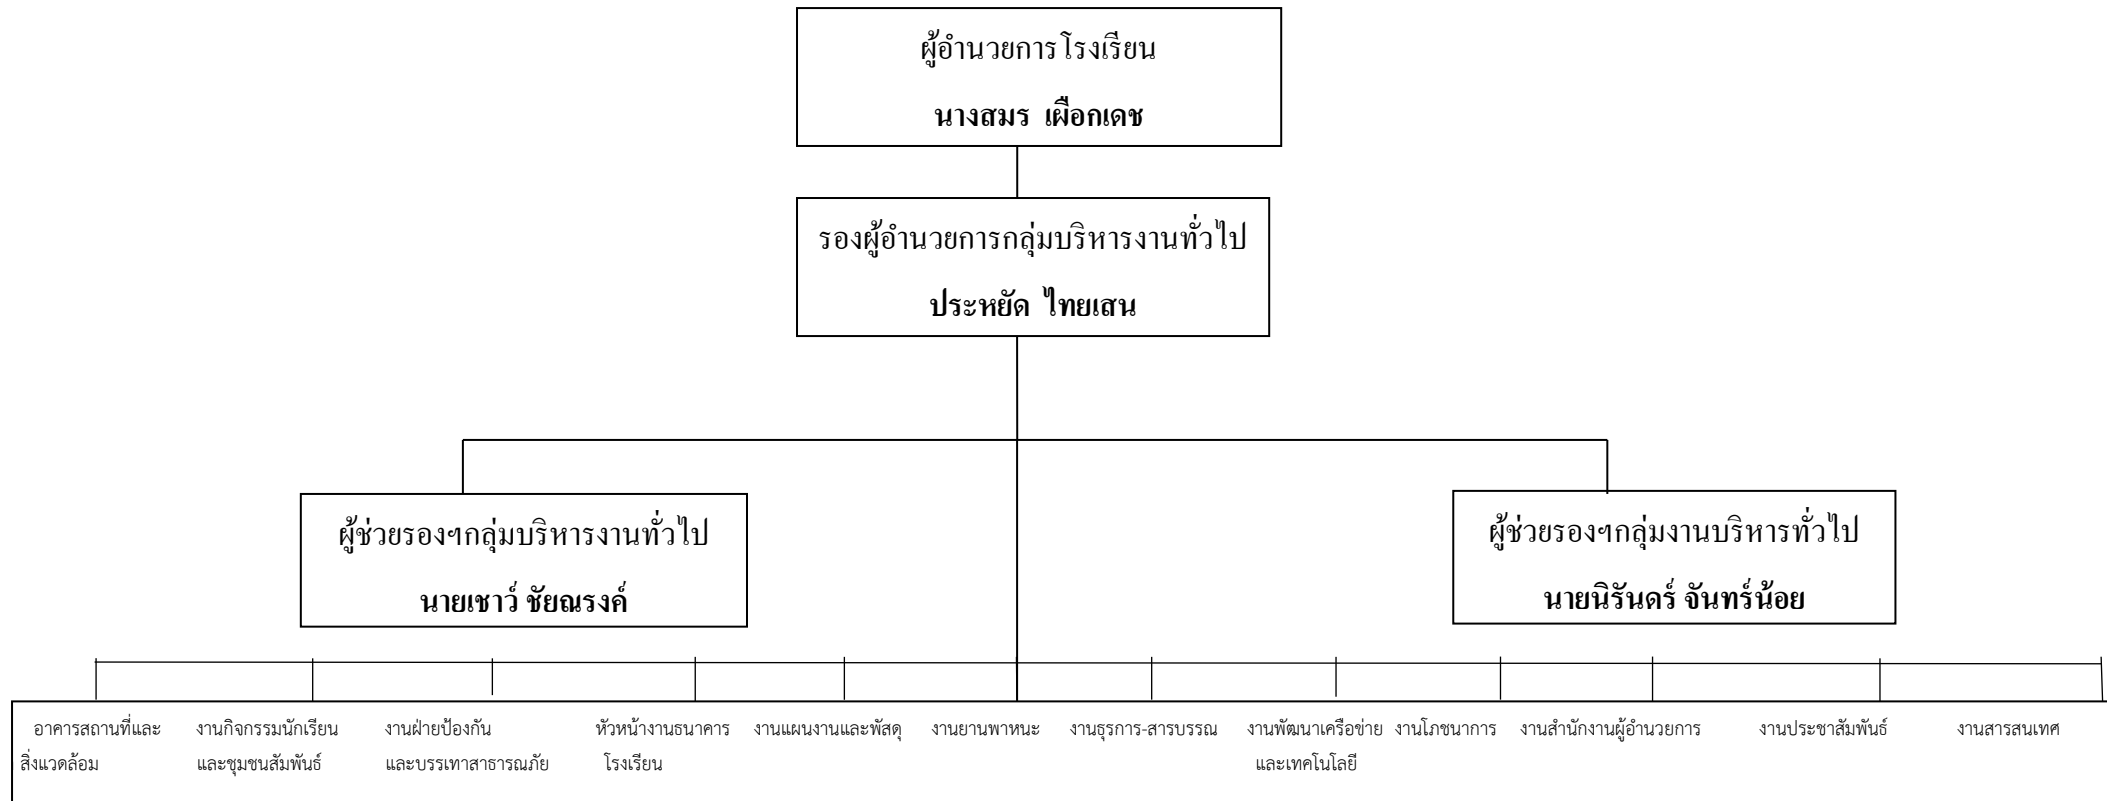 ผู้อำนวยการโรงเรียน
นางสมร เผือกเดช
รองผู้อำนวยการกลุ่มบริหารงานทั่วไป
ประหยัด ไทยเสน
ผู้ช่วยรองฯกลุ่มบริหารงานทั่วไป
นายเชาว์ ชัยณรงค์
ผู้ช่วยรองฯกลุ่มงานบริหารทั่วไป
นายนิรันดร์ จันทร์น้อย
อาคารสถานที่และ
สิ่งแวดล้อม
งานกิจกรรมนักเรียน
และชุมชนสัมพันธ์
งานฝ่ายป้องกัน
และบรรเทาสาธารณภัย
หัวหน้างานธนาคาร
โรงเรียน
งานแผนงานและพัสดุ
งานยานพาหนะ
งานธุรการ-สารบรรณ
งานพัฒนาเครือข่าย
และเทคโนโลยี
งานโภชนาการ
งานสำนักงานผู้อำนวยการ
งานประชาสัมพันธ์
งานสารสนเทศ